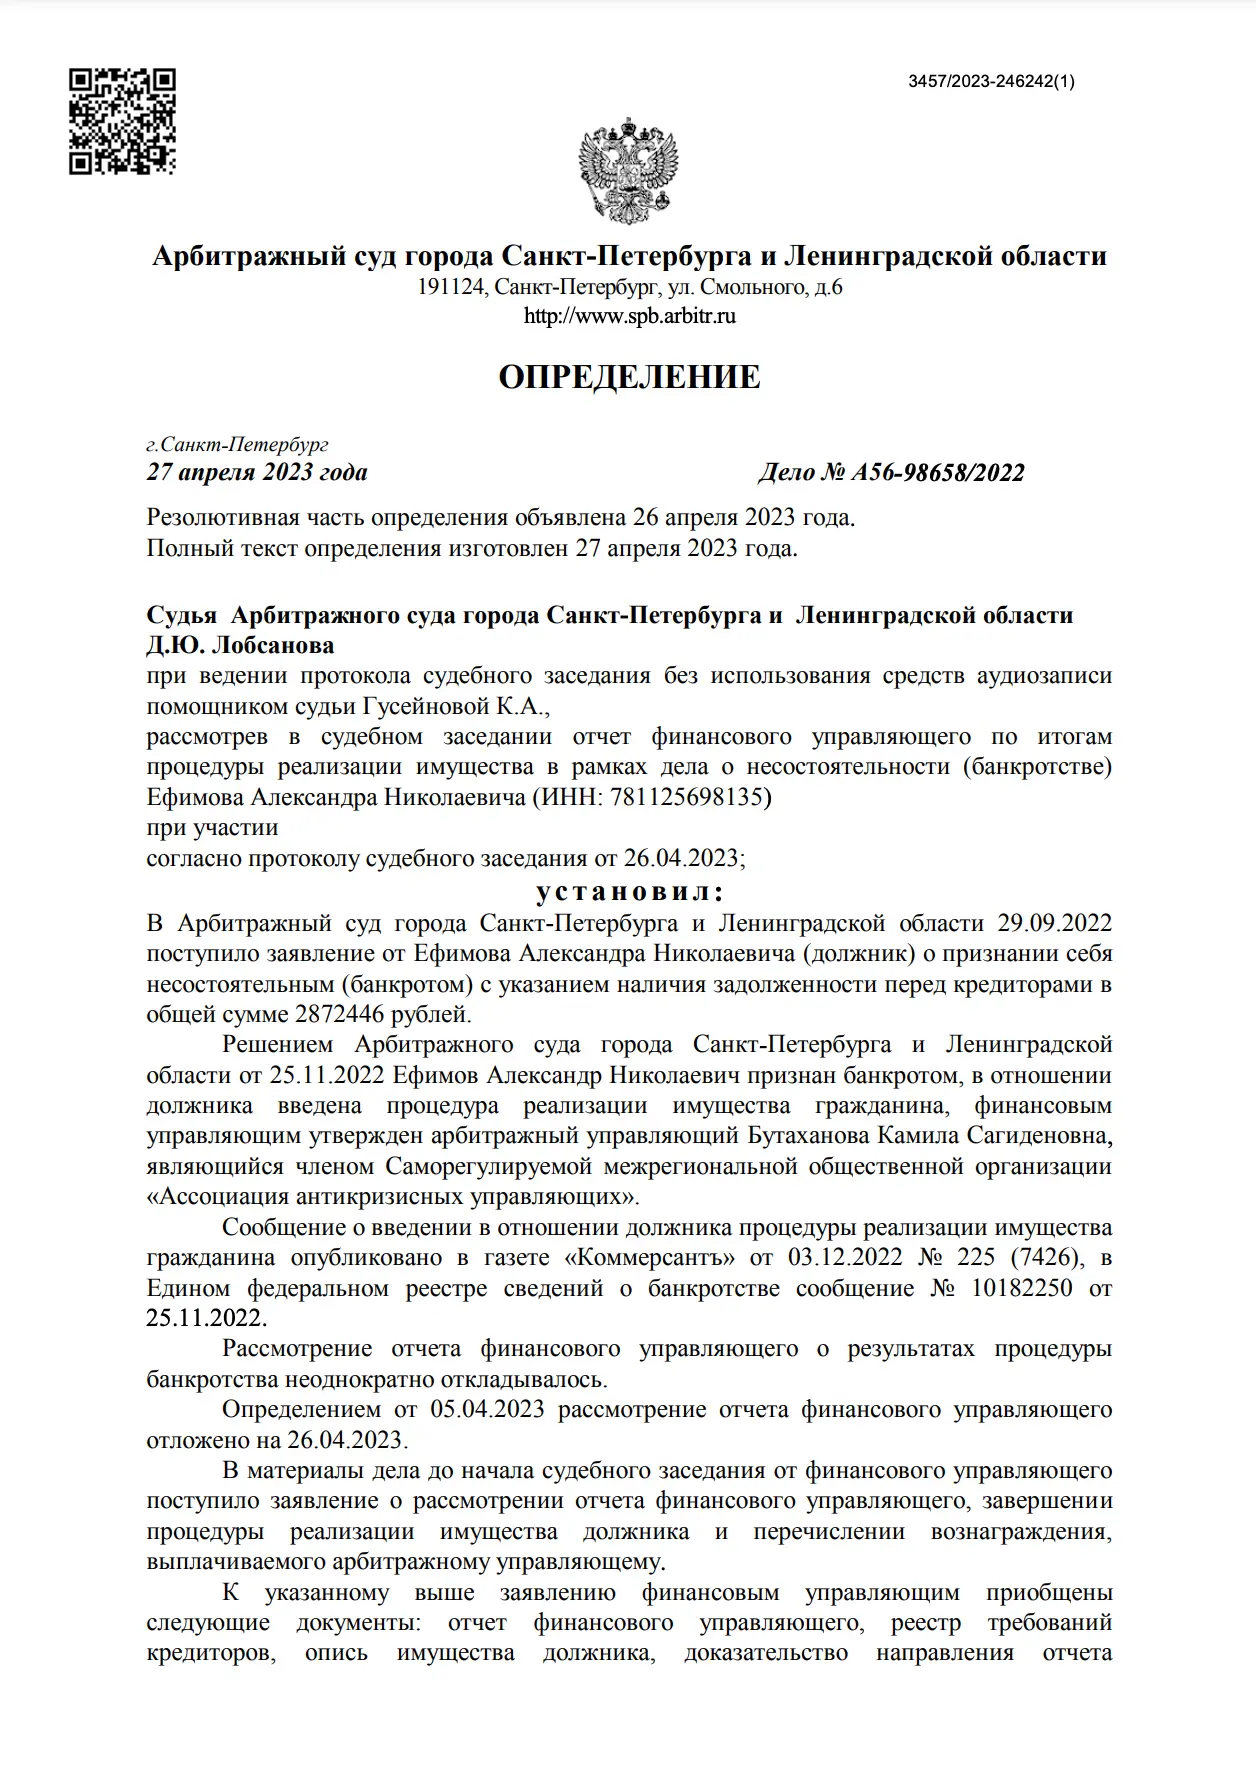 3457/2023-246242(1)
Арбитражный суд города Санкт-Петербурга и Ленинградской области
191124, Санкт-Петербург, ул. Смольного, д.6
http://www.spb.arbitr.ru
ОПРЕДЕЛЕНИЕ
г.Санкт-Петербург
27 апреля 2023 года Дело № А56-98658/2022
Резолютивная часть определения объявлена 26 апреля 2023 года.
Полный текст определения изготовлен 27 апреля 2023 года.
Судья Арбитражного суда города Санкт-Петербурга и Ленинградской области
Д.Ю. Лобсанова
при ведении протокола судебного заседания без использования средств аудиозаписи
помощником судьи Гусейновой К.А.,
рассмотрев в судебном заседании отчет финансового управляющего по итогам
процедуры реализации имущества в рамках дела о несостоятельности (банкротстве)
Ефимова Александра Николаевича (ИНН: 781125698135)
при участии
согласно протоколу судебного заседания от 26.04.2023;
установил:
В Арбитражный суд города Санкт-Петербурга и Ленинградской области 29.09.2022
поступило заявление от Ефимова Александра Николаевича (должник) о признании себя
несостоятельным (банкротом) с указанием наличия задолженности перед кредиторами в
общей сумме 2872446 рублей.
Решением Арбитражного суда города Санкт-Петербурга и Ленинградской
области от 25.11.2022 Ефимов Александр Николаевич признан банкротом, в отношении
должника введена процедура реализации имущества гражданина, финансовым
управляющим утвержден арбитражный управляющий Бутаханова Камила Сагиденовна,
являющийся членом Саморегулируемой межрегиональной общественной организации
«Ассоциация антикризисных управляющих».
Сообщение о введении в отношении должника процедуры реализации имущества
гражданина опубликовано в газете «Коммерсантъ» от 03.12.2022 № 225 (7426), в
Едином федеральном реестре сведений о банкротстве сообщение № 10182250 от
25.11.2022.
Рассмотрение отчета финансового управляющего о результатах процедуры
банкротства неоднократно откладывалось.
Определением от 05.04.2023 рассмотрение отчета финансового управляющего
отложено на 26.04.2023.
В материалы дела до начала судебного заседания от финансового управляющего
поступило заявление о рассмотрении отчета финансового управляющего, завершении
процедуры реализации имущества должника и перечислении вознаграждения,
выплачиваемого арбитражному управляющему.
К указанному выше заявлению финансовым управляющим приобщены
следующие документы: отчет финансового управляющего, реестр требований
кредиторов, опись имущества должника, доказательство направления отчета